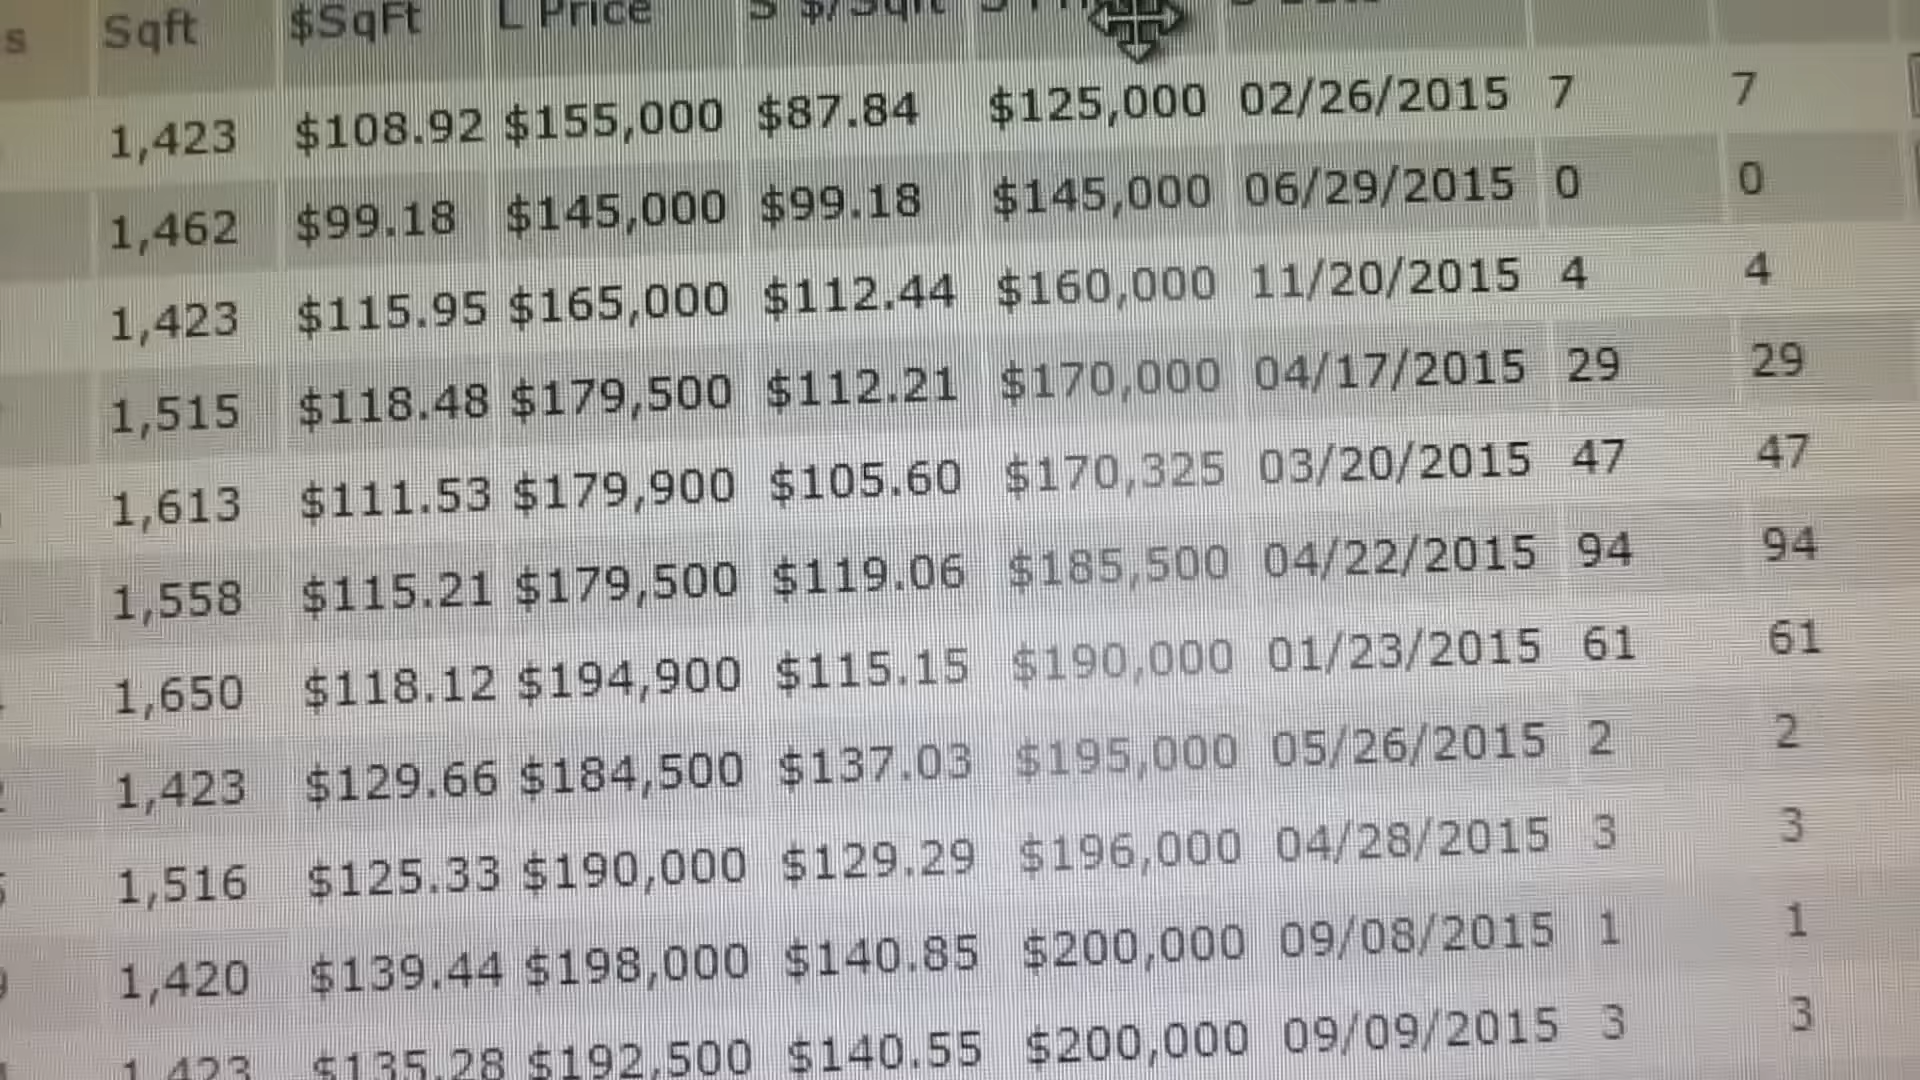 s Sqft $SqFt L Price S $/Sqft
1,423 $108.92 $155,000 $87.84 $125,000 02/26/2015 7 7
1,462 $99.18 $145,000 $99.18 $145,000 06/29/2015 0 0
1,423 $115.95 $165,000 $112.44 $160,000 11/20/2015 4 4
1,515 $118.48 $179,500 $112.21 $170,000 04/17/2015 29 29
1,613 $111.53 $179,900 $105.60 $170,325 03/20/2015 47 47
1,558 $115.21 $179,500 $119.06 $185,500 04/22/2015 94 94
1,650 $118.12 $194,900 $115.15 $190,000 01/23/2015 61 61
1,423 $129.66 $184,500 $137.03 $195,000 05/26/2015 2 2
1,516 $125.33 $190,000 $129.29 $196,000 04/28/2015 3 3
1,420 $139.44 $198,000 $140.85 $200,000 09/08/2015 1 1
1,423 $135.28 $192,500 $140.55 $200,000 09/09/2015 3 3